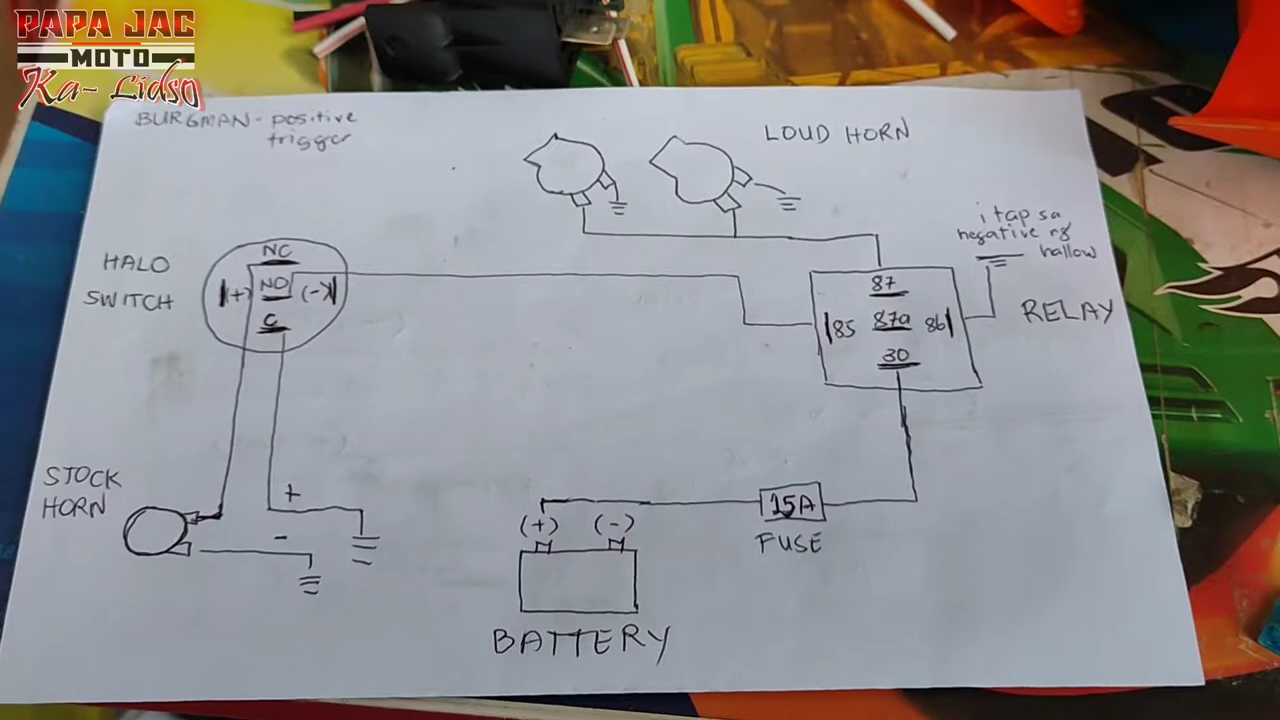 PAPA JAC
MOTO
Ka-Lidso
BURGMAN - positive
trigger
LOUD HORN
i tap sa
negative ng
hallow
HALO
SWITCH
NC
(+) NO (-)
C
87
85 87a 86
30
RELAY
STOCK
HORN
+
-
(+) (-)
15A
FUSE
BATTERY